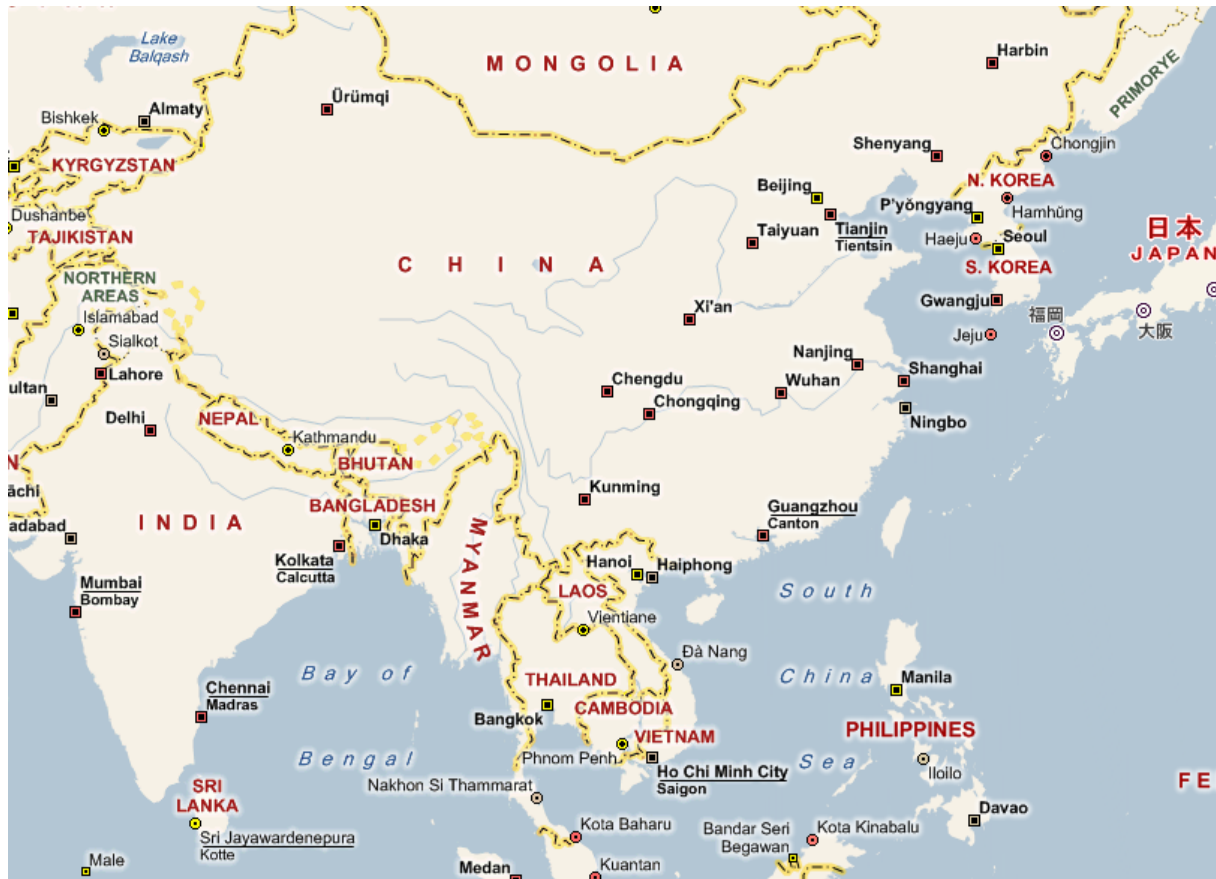 Lake
Balqash
MONGOLIA
Harbin
PRIMORYE
Ürümqi
Almaty
Bishkek
KYRGYZSTAN
Shenyang
Chongjin
N. KOREA
Beijing
P'yŏngyang
Hamhŭng
Dushanbe
TAJIKISTAN
Taiyuan
Tianjin
Tientsin
Haeju
Seoul
日本
JAPAN
CHINA
S. KOREA
NORTHERN
AREAS
Islamabad
Gwangju
福岡
Xi'an
Sialkot
Jeju
大阪
Lahore
Nanjing
ultan
Chengdu
Wuhan
Shanghai
Chongqing
Delhi
NEPAL
Ningbo
Kathmandu
N
BHUTAN
āchi
Kunming
BANGLADESH
Guangzhou
Canton
adabad
INDIA
Dhaka
MYANMAR
Kolkata
Calcutta
Hanoi
Haiphong
Mumbai
Bombay
LAOS
South
Vientiane
Đà Nang
Bay of
China
Chennai
Madras
THAILAND
Manila
CAMBODIA
Bangkok
VIETNAM
PHILIPPINES
Phnom Penh
Bengal
Sea
Ho Chi Minh City
Saigon
Iloilo
Nakhon Si Thammarat
FE
SRI
LANKA
Davao
Sri Jayawardenepura
Kotte
Kota Baharu
Bandar Seri
Begawan
Kota Kinabalu
Male
Medan
Kuantan